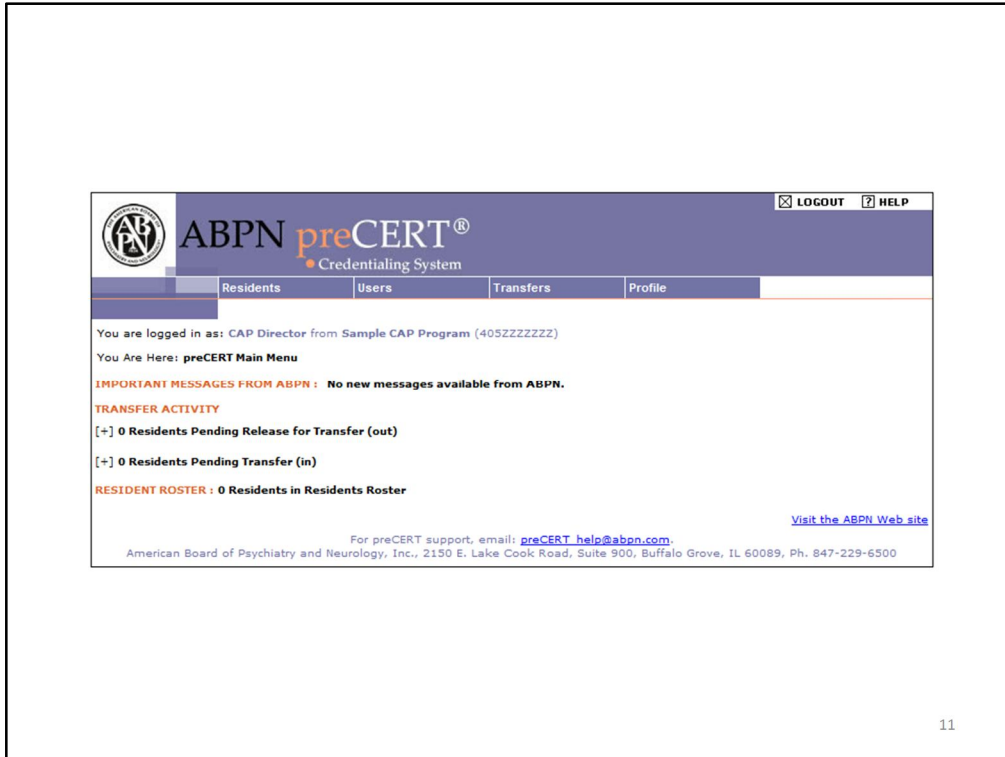 LOGOUT ? HELP
ABPN preCERT®
Credentialing System
Residents Users Transfers Profile
You are logged in as: CAP Director from Sample CAP Program (405ZZZZZZZ)
You Are Here: preCERT Main Menu
IMPORTANT MESSAGES FROM ABPN : No new messages available from ABPN.
TRANSFER ACTIVITY
[+] 0 Residents Pending Release for Transfer (out)
[+] 0 Residents Pending Transfer (in)
RESIDENT ROSTER : 0 Residents in Residents Roster
Visit the ABPN Web site
For preCERT support, email: preCERT_help@abpn.com.
American Board of Psychiatry and Neurology, Inc., 2150 E. Lake Cook Road, Suite 900, Buffalo Grove, IL 60089, Ph. 847-229-6500
11